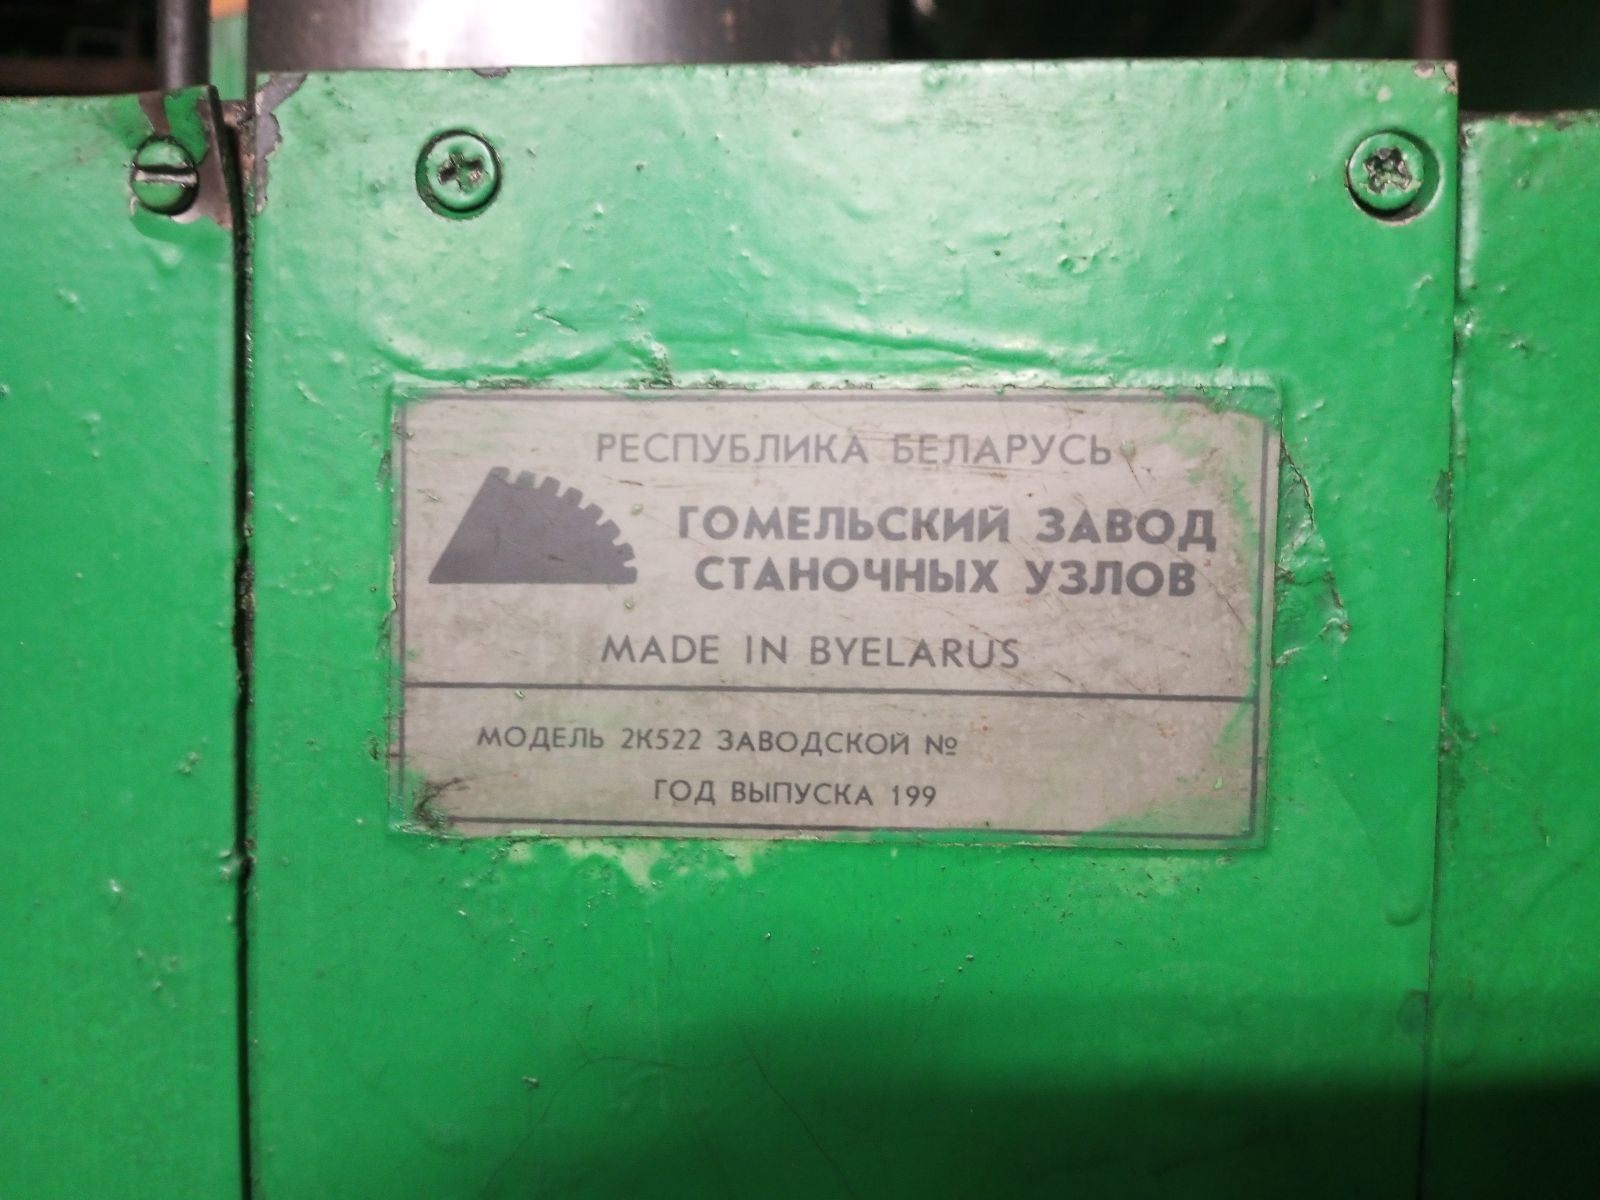 РЕСПУБЛИКА БЕЛАРУСЬ
ГОМЕЛЬСКИЙ ЗАВОД
СТАНОЧНЫХ УЗЛОВ
MADE IN BYELARUS
МОДЕЛЬ 2К522 ЗАВОДСКОЙ №
ГОД ВЫПУСКА 199